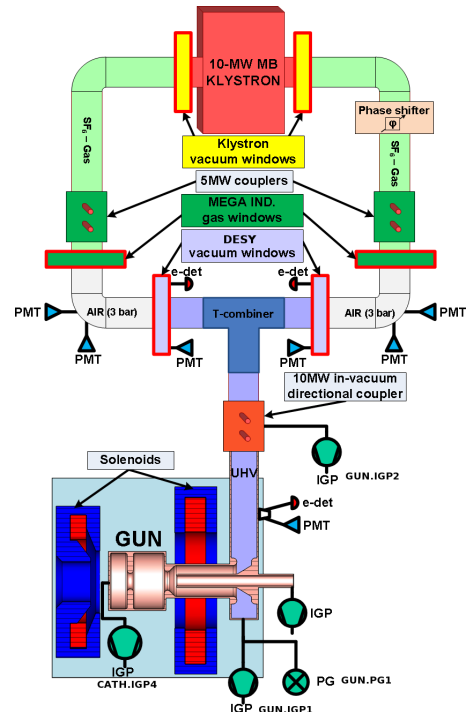 10-MW MB
KLYSTRON
Phase shifter
φ
SF6 – Gas
SF6 – Gas
Klystron
vacuum windows
5MW couplers
MEGA IND.
gas windows
DESY
vacuum windows
e-det
e-det
PMT
AIR (3 bar)
T-combiner
AIR (3 bar)
PMT
PMT
PMT
PMT
PMT
10MW in-vacuum
directional coupler
Solenoids
UHV
IGP
GUN.IGP2
e-det
PMT
GUN
IGP
IGP
CATH.IGP4
PG
GUN.PG1
IGP
GUN.IGP1